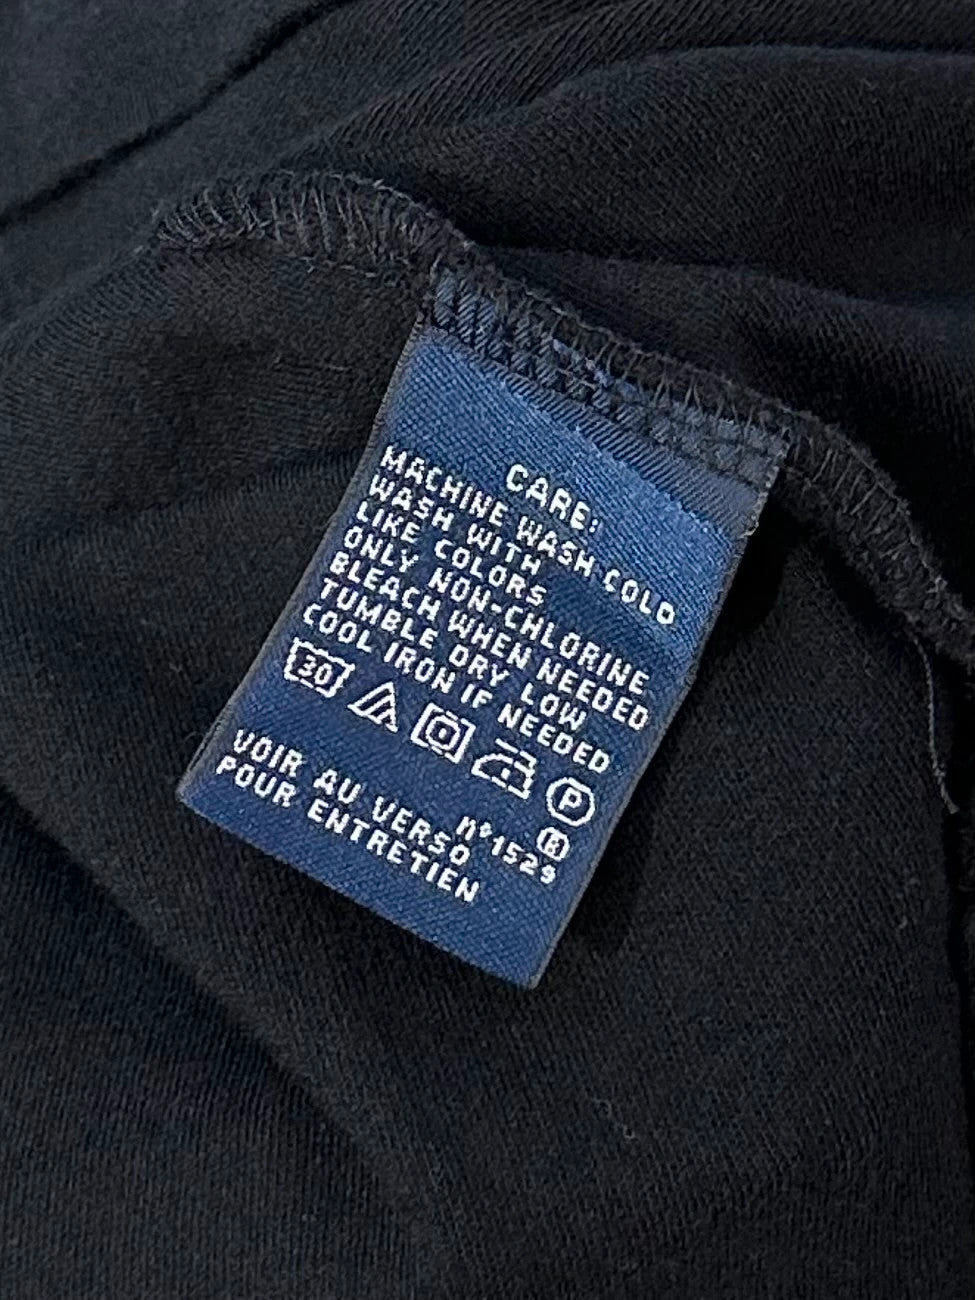 CARE:
MACHINE WASH COLD
WASH WITH
LIKE COLORS
ONLY NON-CHLORINE
BLEACH WHEN NEEDED
TUMBLE DRY LOW
COOL IRON IF NEEDED
30 P
®
n°1529
VOIR AU VERSO
POUR ENTRETIEN